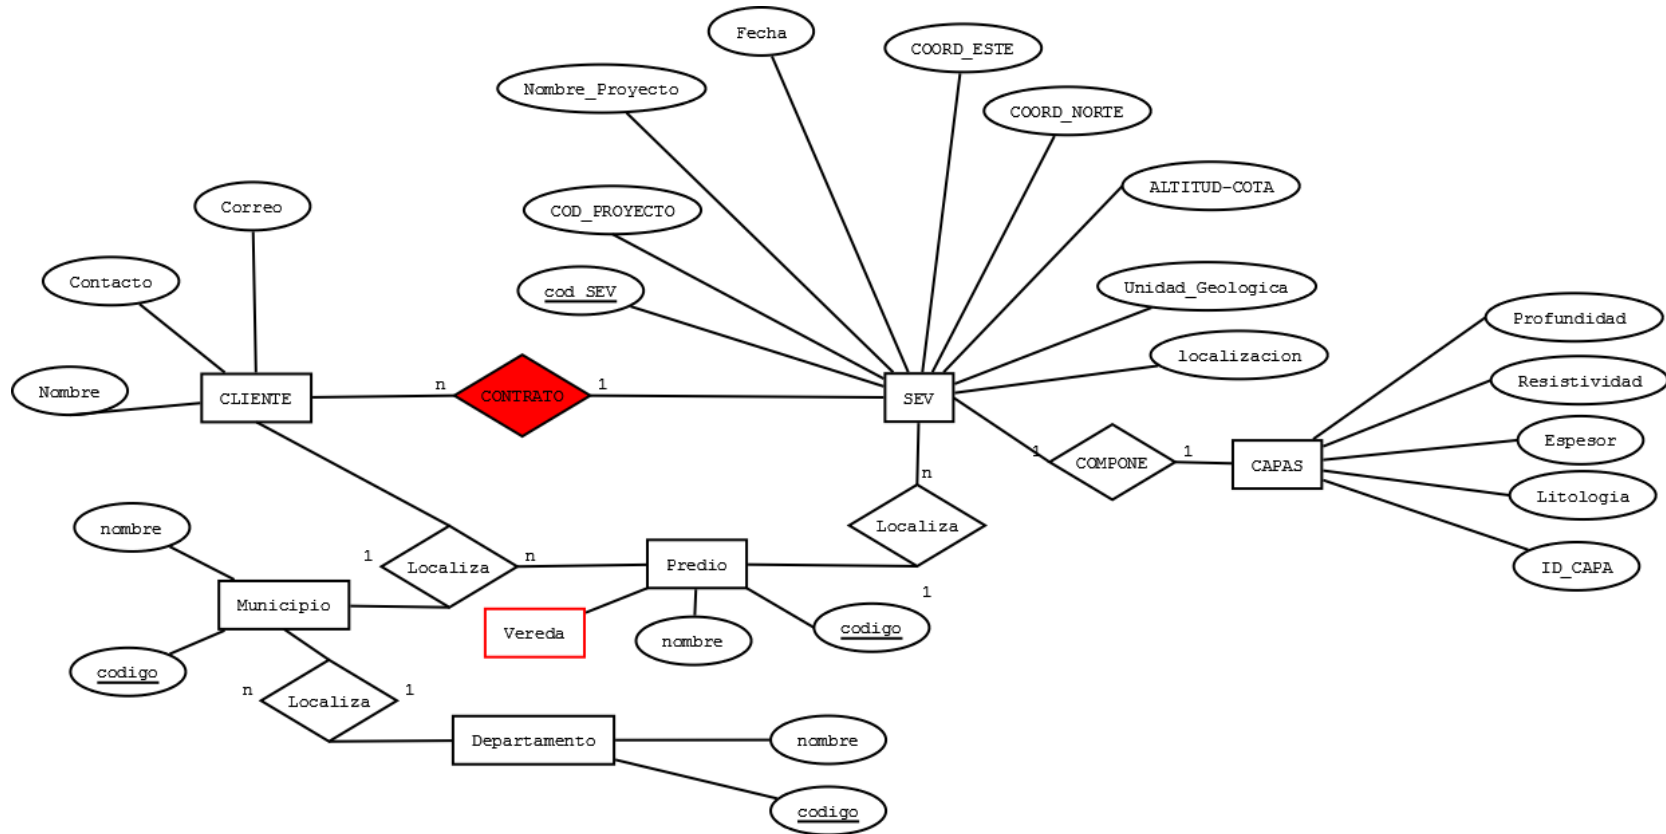 Fecha
COORD_ESTE
Nombre_Proyecto
COORD_NORTE
ALTITUD-COTA
Correo
COD_PROYECTO
Contacto
cod SEV
Unidad_Geologica
Profundidad
localizacion
Nombre
CLIENTE
n
CONTRATO
1
SEV
Resistividad
Espesor
1
COMPONE
1
CAPAS
Litologia
n
nombre
Localiza
1
Localiza
n
Predio
ID_CAPA
Municipio
1
Vereda
nombre
codigo
codigo
n
Localiza
1
Departamento
nombre
codigo